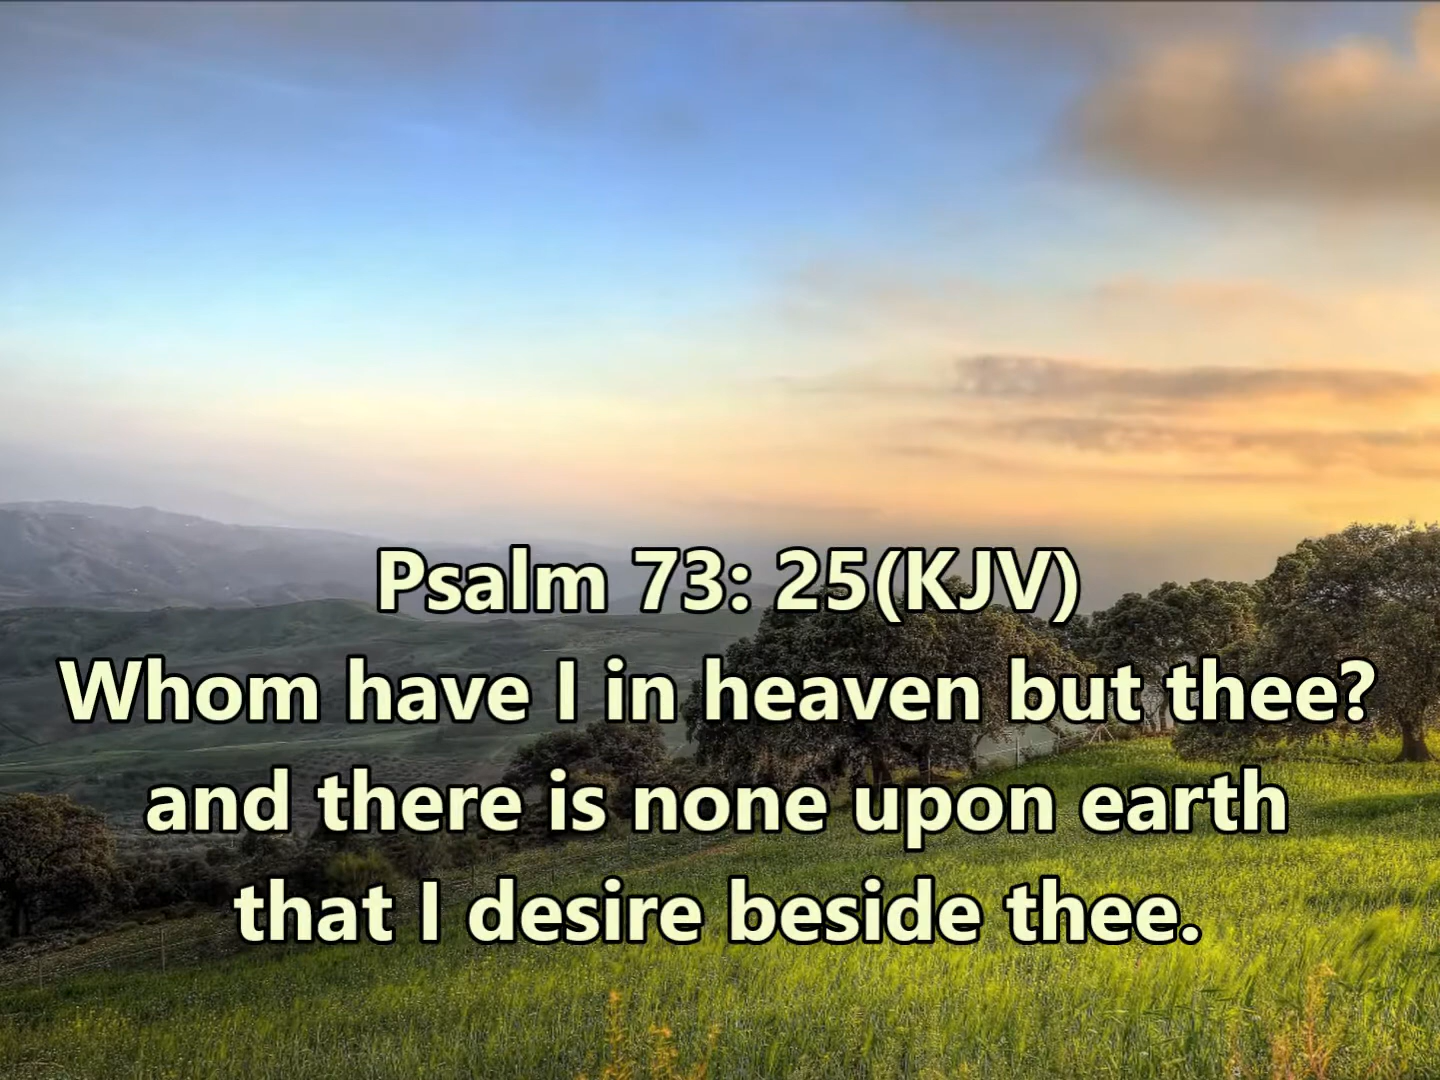 Psalm 73: 25(KJV)
Whom have I in heaven but thee?
and there is none upon earth
that I desire beside thee.